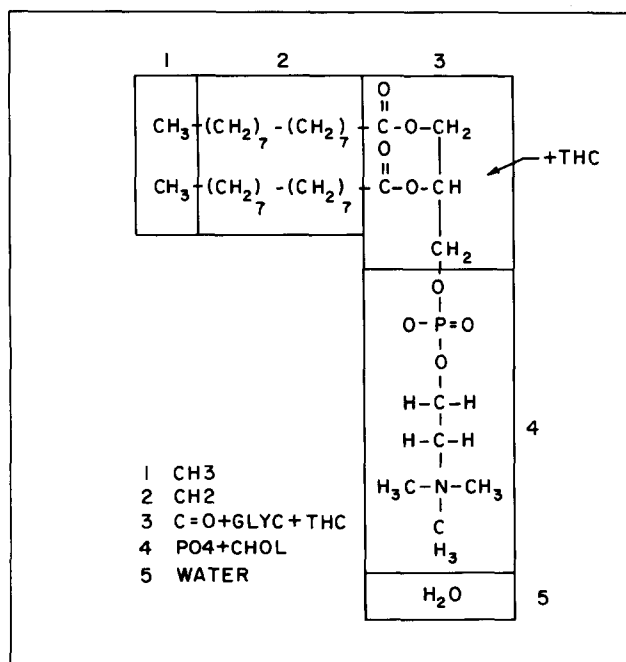 1 2 3
O
CH3-(CH2)7-(CH2)7-C-O-CH2
O
+THC
CH3-(CH2)7-(CH2)7-C-O-CH
CH2
O
O-P=O
O
H-C-H
4
H-C-H
H3C-N-CH3
C
H3
H2O 5
1 CH3
2 CH2
3 C=O+GLYC+THC
4 PO4+CHOL
5 WATER